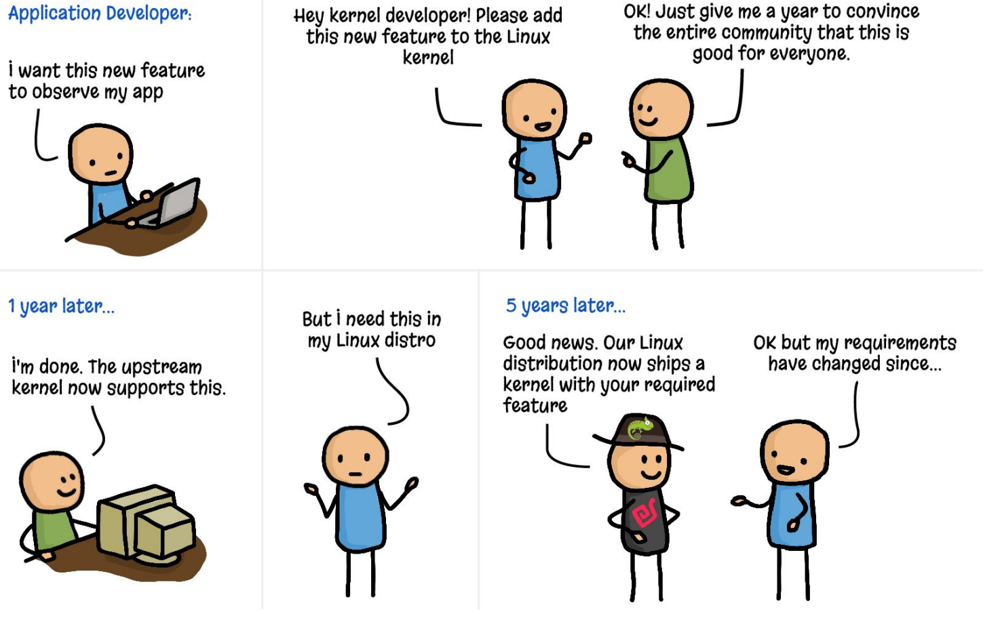 Application Developer:
i want this new feature
to observe my app
Hey kernel developer! Please add
this new feature to the Linux
kernel
OK! Just give me a year to convince
the entire community that this is
good for everyone.
1 year later...
i'm done. The upstream
kernel now supports this.
But i need this in
my Linux distro
5 years later...
Good news. Our Linux
distribution now ships a
kernel with your required
feature
OK but my requirements
have changed since...